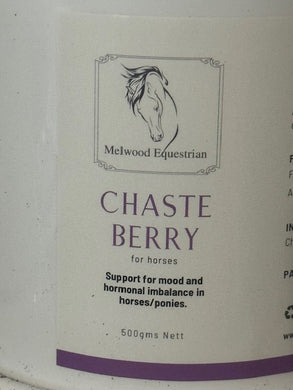 Melwood Equestrian
CHASTE
BERRY
for horses
Support for mood and
hormonal imbalance in
horses/ponies.
500gms Nett